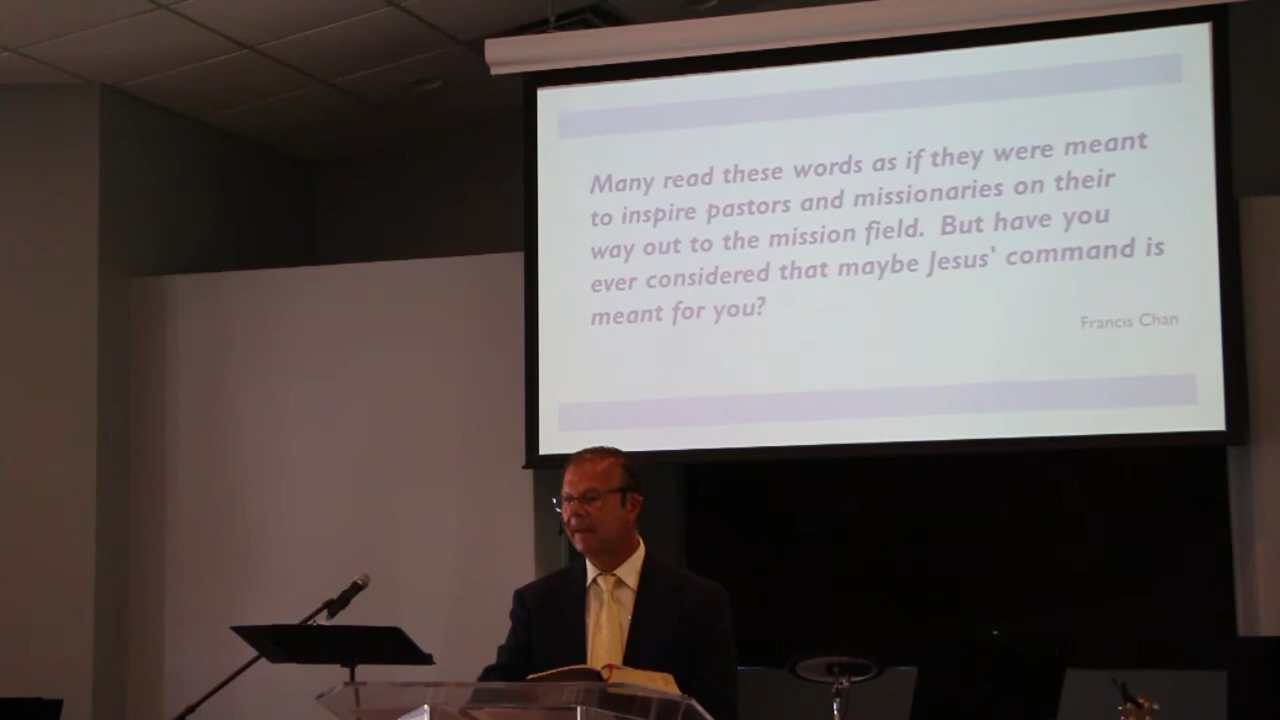 Many read these words as if they were meant
to inspire pastors and missionaries on their
way out to the mission field. But have you
ever considered that maybe Jesus' command is
meant for you?
Francis Chan